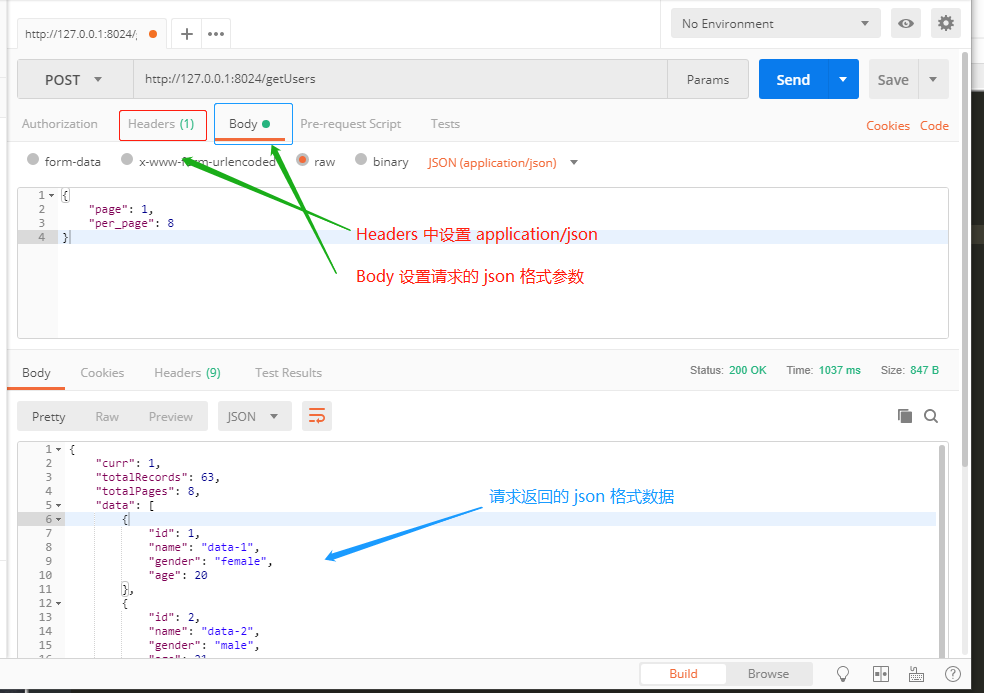 http://127.0.0.1:8024/g
No Environment
POST http://127.0.0.1:8024/getUsers Params Send Save
Authorization Headers (1) Body Pre-request Script Tests Cookies Code
form-data x-www-form-urlencoded raw binary JSON (application/json)
1 {
2 "page": 1,
3 "per_page": 8
4 }
Headers 中设置 application/json
Body 设置请求的 json 格式参数
Body Cookies Headers (9) Test Results Status: 200 OK Time: 1037 ms Size: 847 B
Pretty Raw Preview JSON
1 {
2 "curr": 1,
3 "totalRecords": 63,
4 "totalPages": 8,
5 "data": [
6 {
7 "id": 1,
8 "name": "data-1",
9 "gender": "female",
10 "age": 20
11 },
12 {
13 "id": 2,
14 "name": "data-2",
15 "gender": "male",
16 "age": 21
请求返回的 json 格式数据
Build Browse